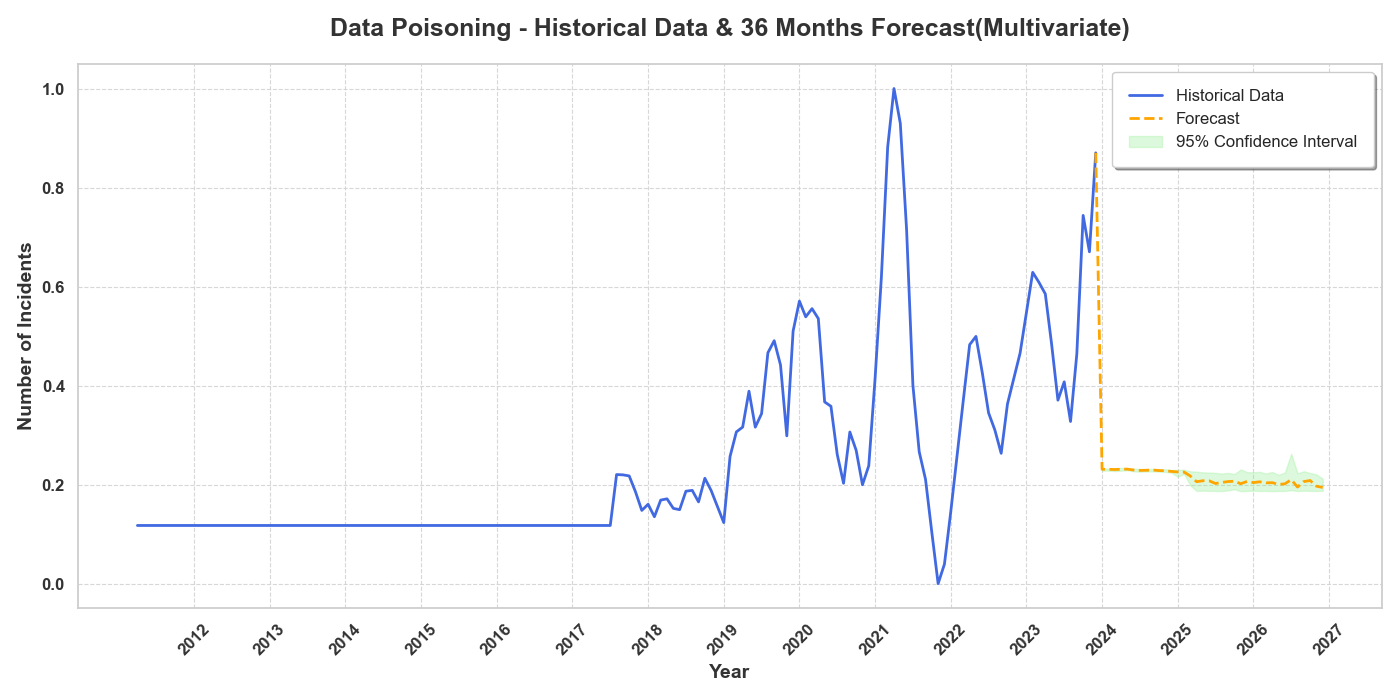 Data Poisoning - Historical Data & 36 Months Forecast(Multivariate)
Historical Data
Forecast
95% Confidence Interval
Number of Incidents
1.0
0.8
0.6
0.4
0.2
0.0
2012 2013 2014 2015 2016 2017 2018 2019 2020 2021 2022 2023 2024 2025 2026 2027
Year